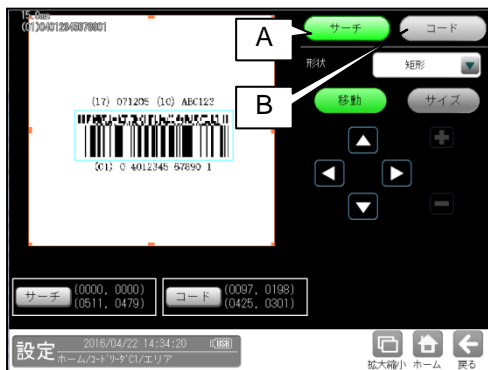 15.0ms
(01)04012345678901
A
サーチ
コード
形状
矩形
B
移動
サイズ
(17) 071205 (10) ABC123
(01) 0 4012345 67890 1
サーチ
(0000, 0000)
(0511, 0479)
コード
(0097, 0198)
(0425, 0301)
設定
2016/04/22 14:34:20
USB
ホーム/コードリーダC1/エリア
拡大縮小
ホーム
戻る